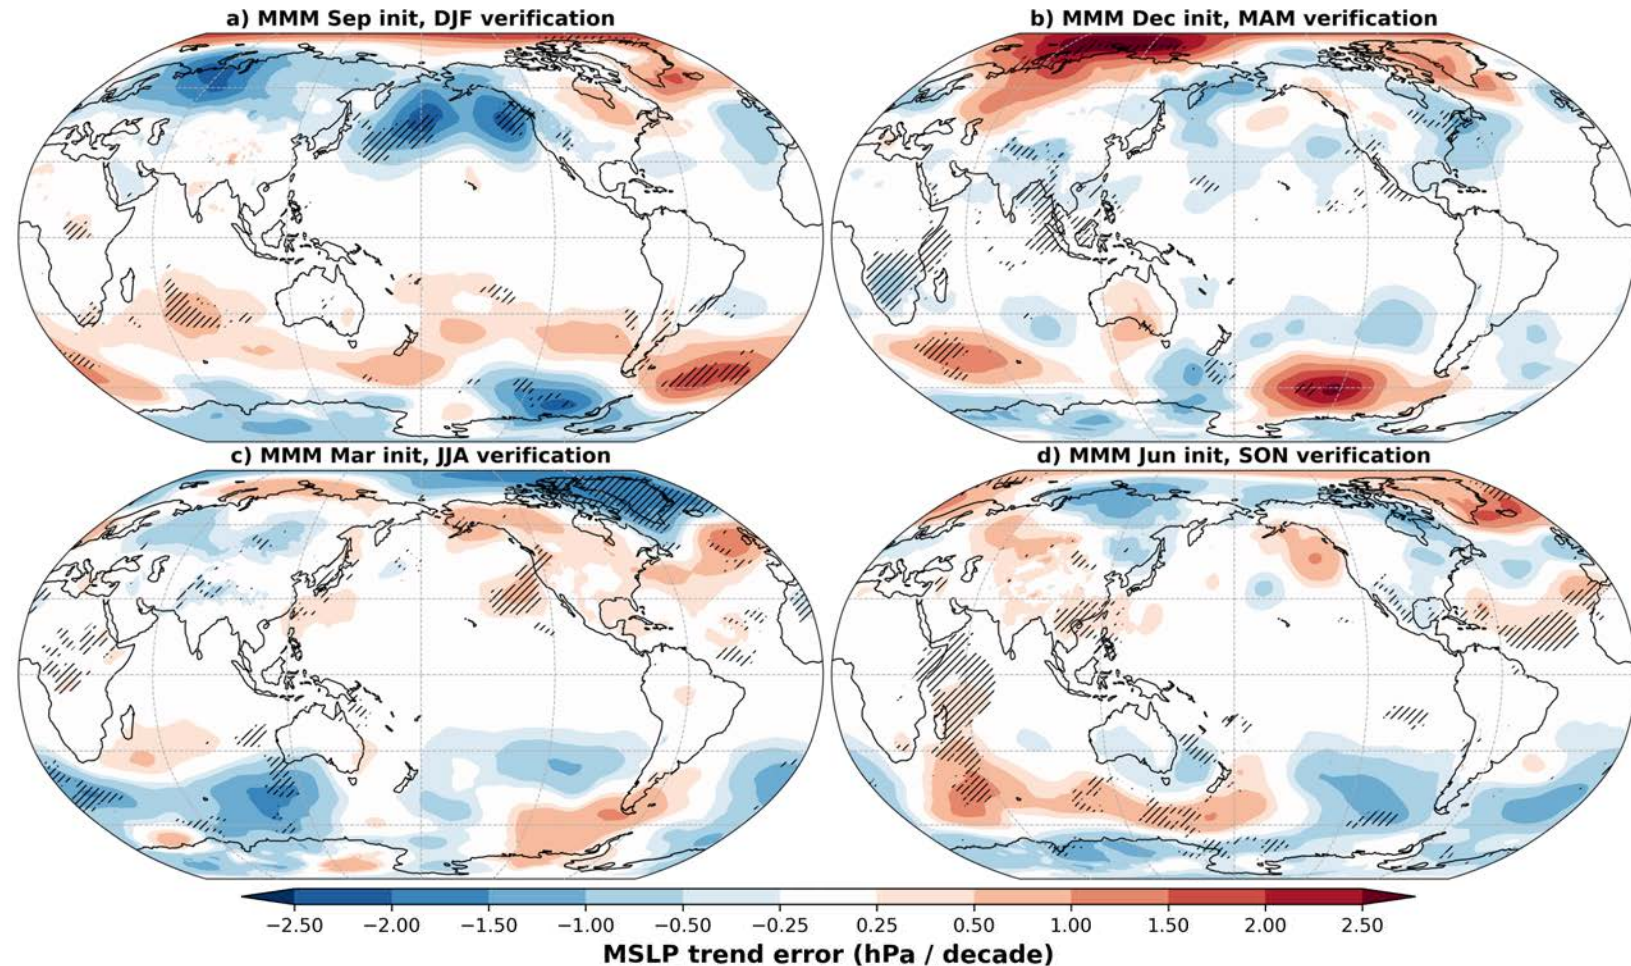 a) MMM Sep init, DJF verification
b) MMM Dec init, MAM verification
c) MMM Mar init, JJA verification
d) MMM Jun init, SON verification
−2.50 −2.00 −1.50 −1.00 −0.50 −0.25 0.25 0.50 1.00 1.50 2.00 2.50
MSLP trend error (hPa / decade)